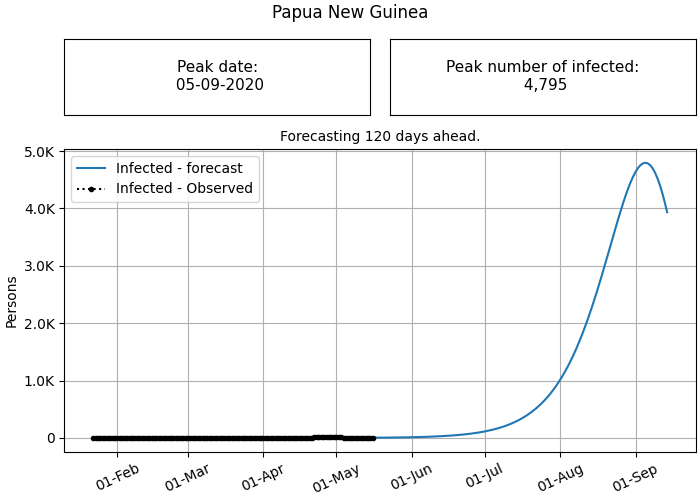 Papua New Guinea
Peak date:
05-09-2020
Peak number of infected:
4,795
Forecasting 120 days ahead.
Infected - forecast
Infected - Observed
5.0K
4.0K
3.0K
2.0K
1.0K
0
Persons
01-Feb
01-Mar
01-Apr
01-May
01-Jun
01-Jul
01-Aug
01-Sep